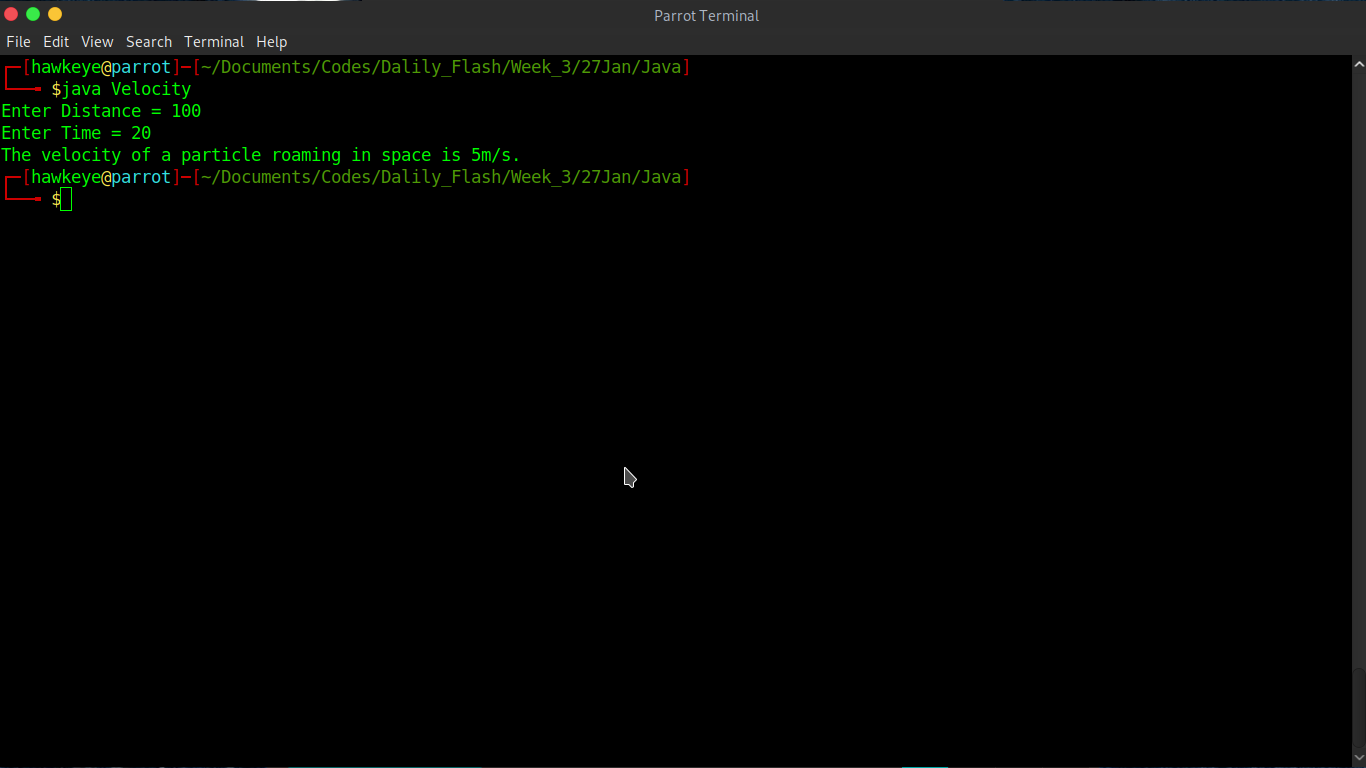 Parrot Terminal
File Edit View Search Terminal Help
┌─[hawkeye@parrot]─[~/Documents/Codes/Dalily_Flash/Week_3/27Jan/Java]
└──╼ $java Velocity
Enter Distance = 100
Enter Time = 20
The velocity of a particle roaming in space is 5m/s.
┌─[hawkeye@parrot]─[~/Documents/Codes/Dalily_Flash/Week_3/27Jan/Java]
└──╼ $